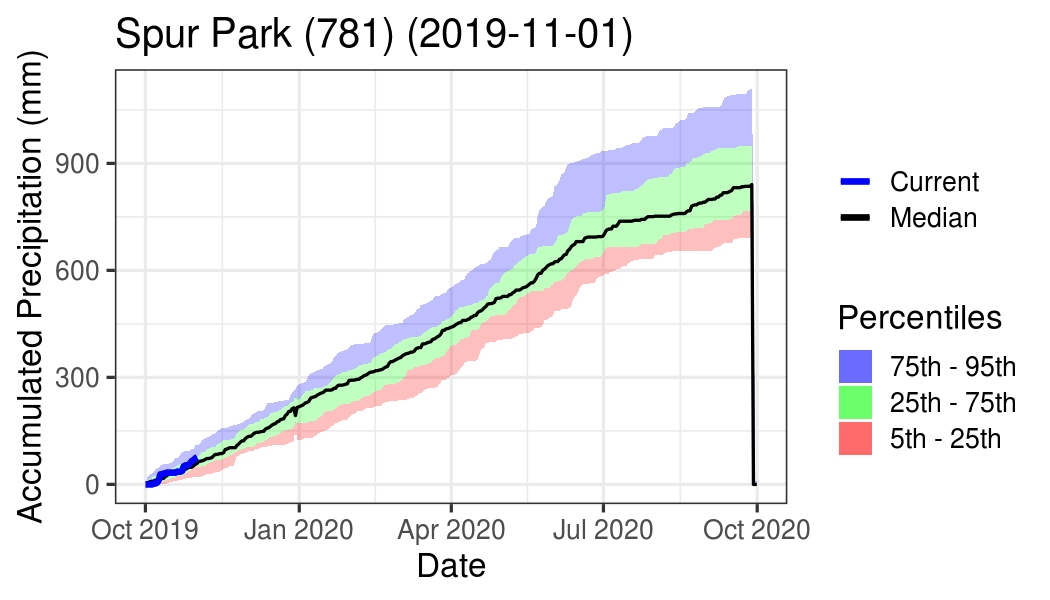 Spur Park (781) (2019-11-01)
Accumulated Precipitation (mm)
900
600
300
0
Oct 2019
Jan 2020
Apr 2020
Jul 2020
Oct 2020
Date
Current
Median
Percentiles
75th - 95th
25th - 75th
5th - 25th